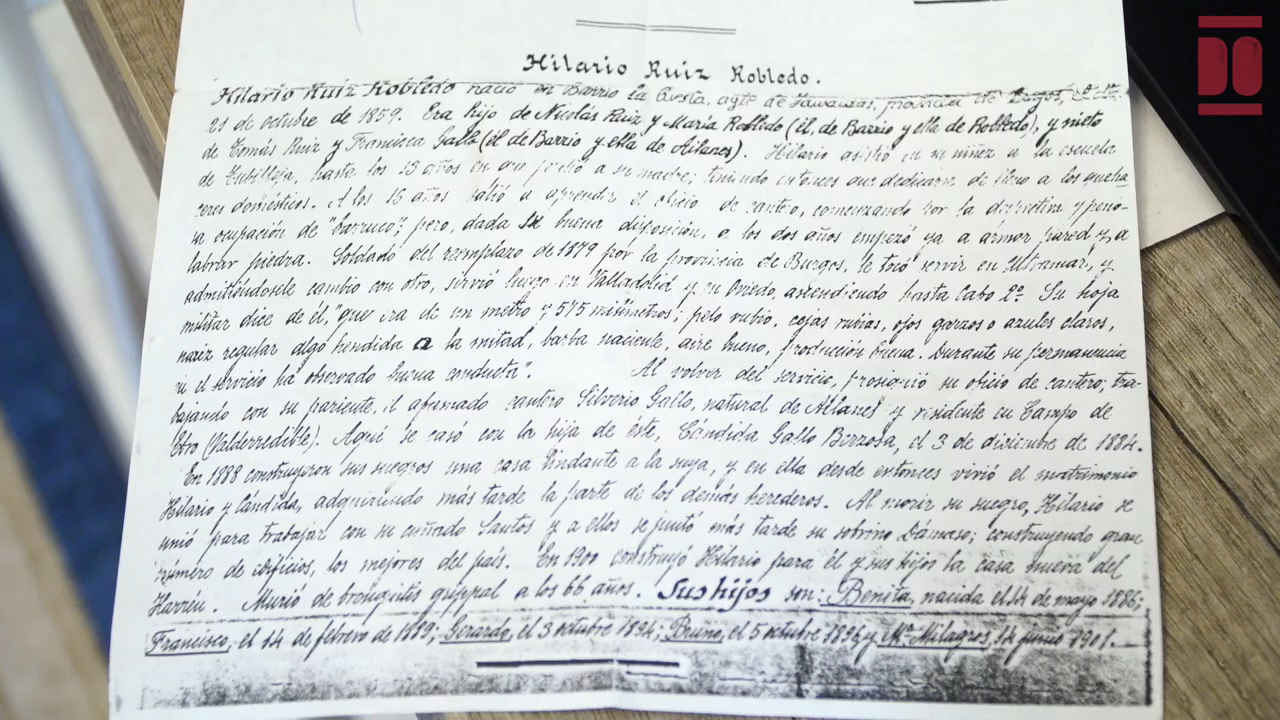 Hilario Ruiz Robledo.
Hilario Ruiz Robledo nació en Barrio la Cuesta, ayte de provincia de Burgos, el
21 de octubre de 1859. Era hijo de Nicolás Ruiz y María Robledo (él, de Barrio y ella de Robledo), y nieto
de Tomás Ruiz y Francisca Gallo (él de Barrio y ella de Ailanes). Hilario asistió en su niñez a la escuela
de Cubilleja, hasta los 13 años en que perdió a su madre; teniendo entonces que dedicarse de lleno a los queha-
ceres domésticos. A los 15 años salió a aprender el oficio de cantero, comenzando por la y peno-
sa ocupación de "barruco"; pero, dada su buena disposición, a los dos años empezó ya a armar pared y a
labrar piedra. Soldado del reemplazo de 1879 por la provincia de Burgos, le tocó servir en Ultramar, y
admitiéndosele cambio con otro, sirvió luego en Valladolid y en Oviedo, ascendiendo hasta Cabo 2º. Su hoja
militar dice de él, "que era de un metro y 575 milímetros; pelo rubio, cejas rubias, ojos garzos o azules claros,
nariz regular algo hendida a la mitad, barba naciente, aire bueno, producción buena. Durante su permanencia
en el servicio ha observado buena conducta". Al volver del servicio, prosiguió su oficio de cantero; tra-
bajando con su pariente, el afamado cantero Silverio Gallo, natural de Ailanes y residente en Campo de
Ebro (Valderredible). Aquí se casó con la hija de éste, Cándida Gallo Berzosa, el 3 de diciembre de 1884.
En 1888 construyeron sus suegros una casa lindante a la suya, y en ella desde entonces vivió el matrimonio
Hilario y Cándida, adquiriendo más tarde la parte de los demás herederos. Al morir su suegro, Hilario se
unió para trabajar con su cuñado Santos y a ellos se juntó más tarde su sobrino Dámaso; construyendo gran
número de edificios, los mejores del país. En 1900 construyó Hilario para él y sus hijos la casa nueva del
Harrén. Murió de bronquitis grippal a los 66 años. Sus hijos son: Benita, nacida el 14 de mayo 1886;
Francisco, el 14 de febrero de 1889; Gerardo, el 3 octubre 1894; Bruno, el 5 octubre y Mª Milagros, 14 junio 1901.
DO